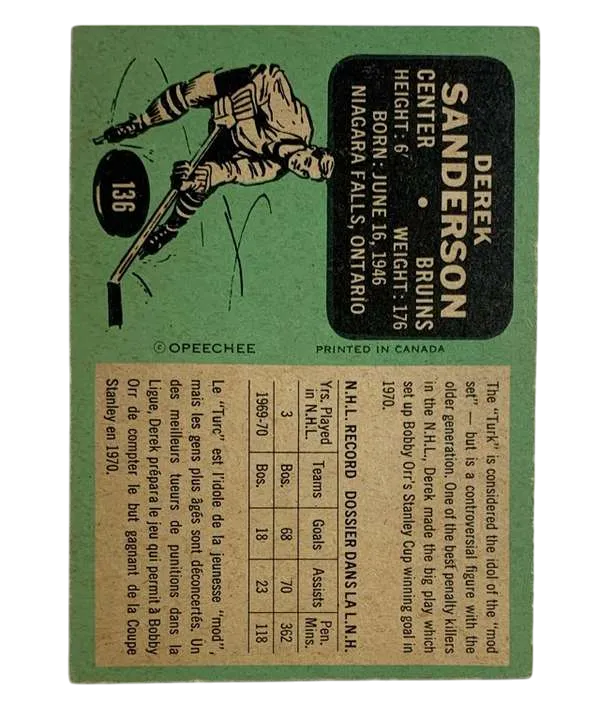 DEREK
SANDERSON
CENTER • BRUINS
HEIGHT: 6' WEIGHT: 176
BORN: JUNE 16, 1946
NIAGARA FALLS, ONTARIO
136
© OPEECHEE
PRINTED IN CANADA
The "Turk" is considered the idol of the "mod
set" — but is a controversial figure with the
older generation. One of the best penalty killers
in the N.H.L., Derek made the big play which
set up Bobby Orr's Stanley Cup winning goal in
1970.
N.H.L. RECORD DOSSIER DANS LA L.N.H.
Yrs. Played in N.H.L. Teams Goals Assists Pen. Mins.
3 Bos. 68 70 362
1969-70 Bos. 18 23 118
Le "Turc" est l'idole de la jeunesse "mod",
mais les gens plus âgés sont déconcertés. Un
des meilleurs tueurs de punitions dans la
Ligue, Derek prépara le jeu qui permit à Bobby
Orr de compter le but gagnant de la Coupe
Stanley en 1970.